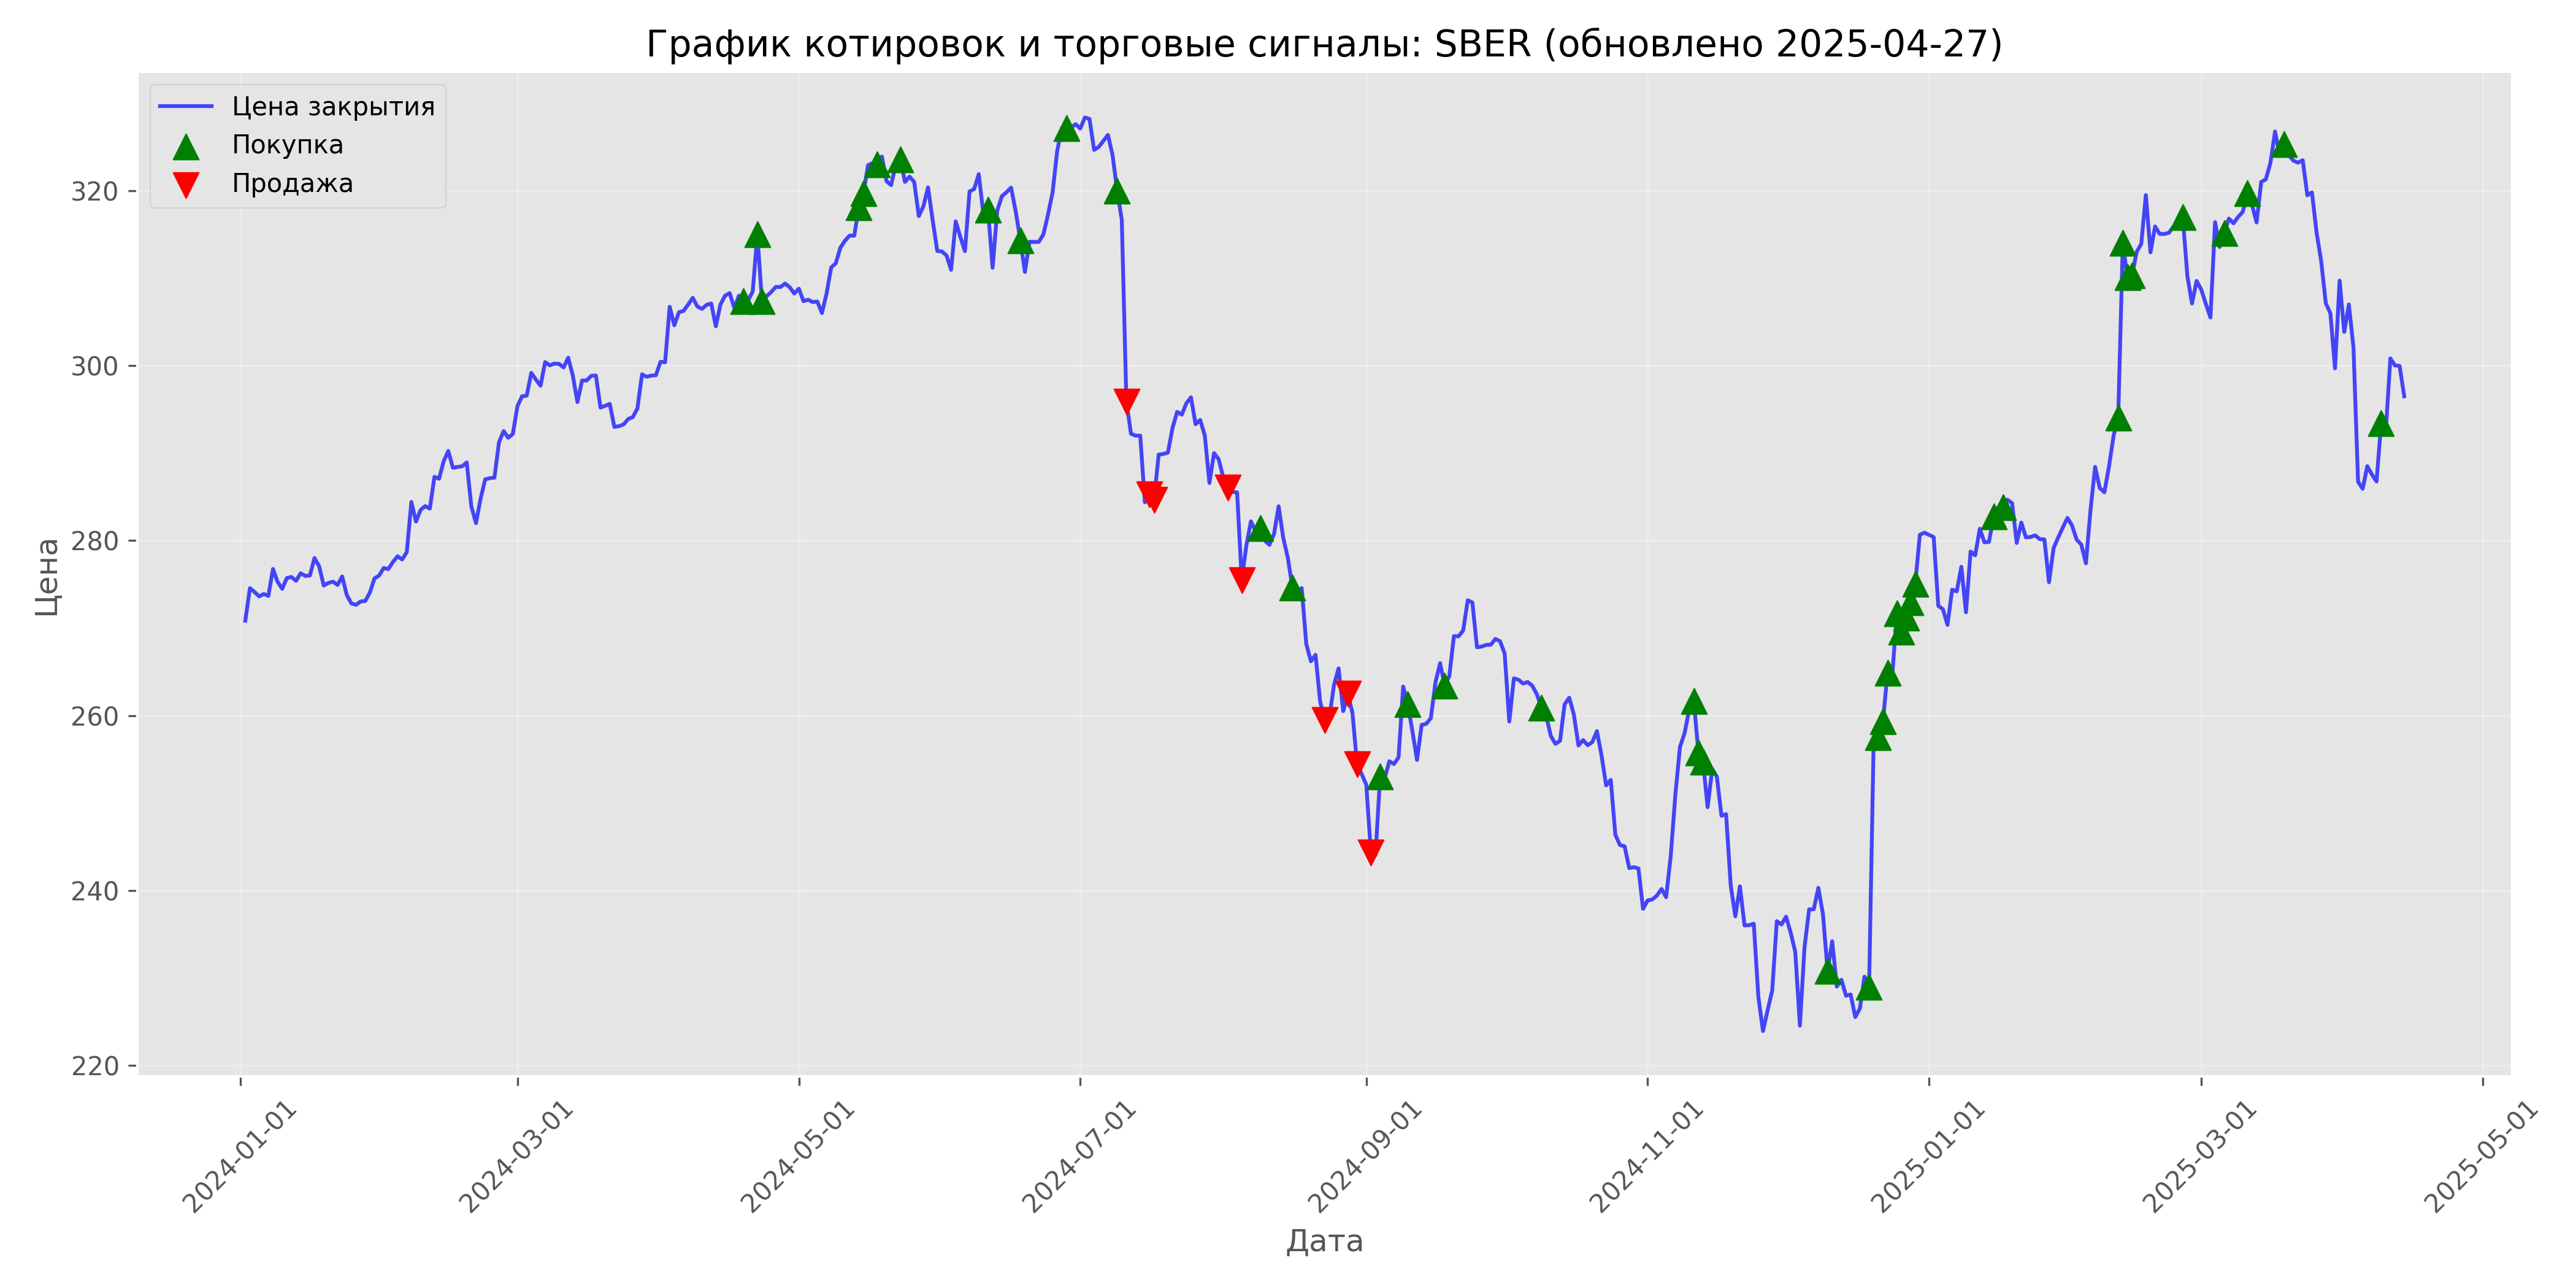 График котировок и торговые сигналы: SBER (обновлено 2025-04-27)
Цена закрытия
Покупка
Продажа
Цена
320
300
280
260
240
220
2024-01-01
2024-03-01
2024-05-01
2024-07-01
2024-09-01
2024-11-01
2025-01-01
2025-03-01
2025-05-01
Дата